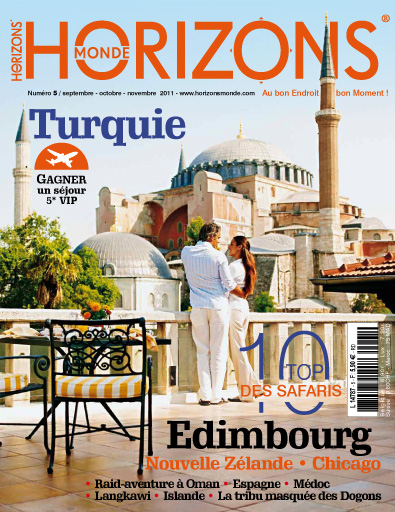 HORIZONS
HORIZONS®
MONDE
Numéro 5 / septembre - octobre - novembre 2011 - www.horizonsmonde.com
Au bon Endroit bon Moment !
Turquie
GAGNER
un séjour
5* VIP
10
TOP
DES SAFARIS
Edimbourg
Nouvelle Zélande • Chicago
• Raid-aventure à Oman • Espagne • Médoc
• Langkawi • Islande • La tribu masquée des Dogons